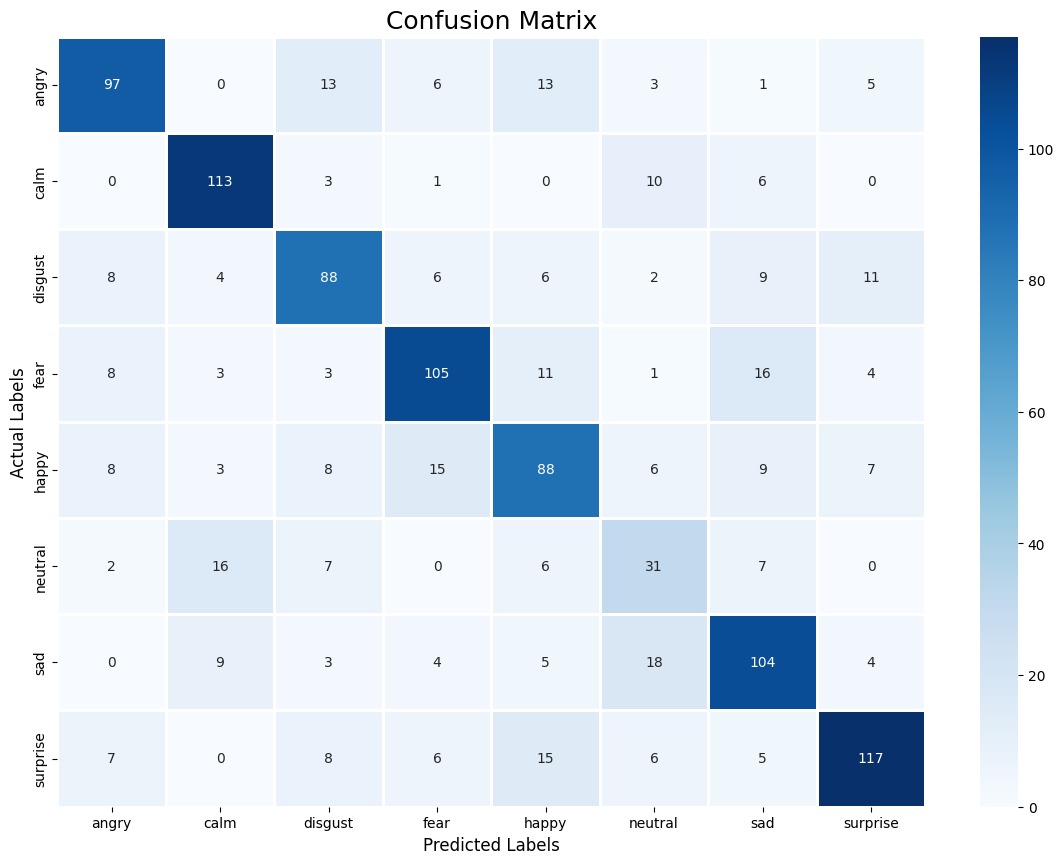 Confusion Matrix
angry 97 0 13 6 13 3 1 5
calm 0 113 3 1 0 10 6 0
disgust 8 4 88 6 6 2 9 11
fear 8 3 3 105 11 1 16 4
happy 8 3 8 15 88 6 9 7
neutral 2 16 7 0 6 31 7 0
sad 0 9 3 4 5 18 104 4
surprise 7 0 8 6 15 6 5 117
angry calm disgust fear happy neutral sad surprise
Actual Labels
Predicted Labels
100
80
60
40
20
0